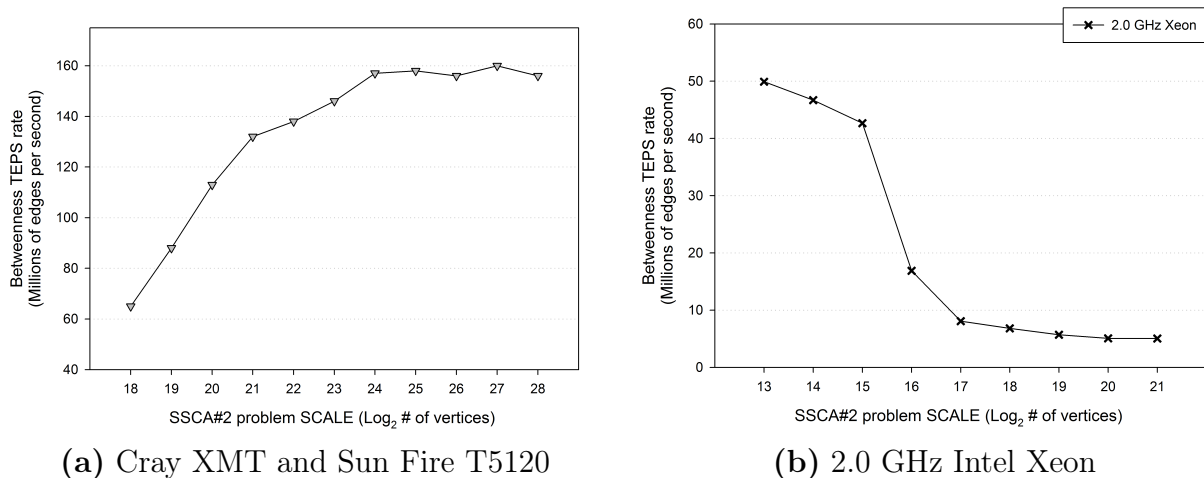 Betweenness TEPS rate
(Millions of edges per second)
160
140
120
100
80
60
40
18 19 20 21 22 23 24 25 26 27 28
SSCA#2 problem SCALE (Log2 # of vertices)
(a) Cray XMT and Sun Fire T5120
2.0 GHz Xeon
Betweenness TEPS rate
(Millions of edges per second)
60
50
40
30
20
10
0
13 14 15 16 17 18 19 20 21
SSCA#2 problem SCALE (Log2 # of vertices)
(b) 2.0 GHz Intel Xeon